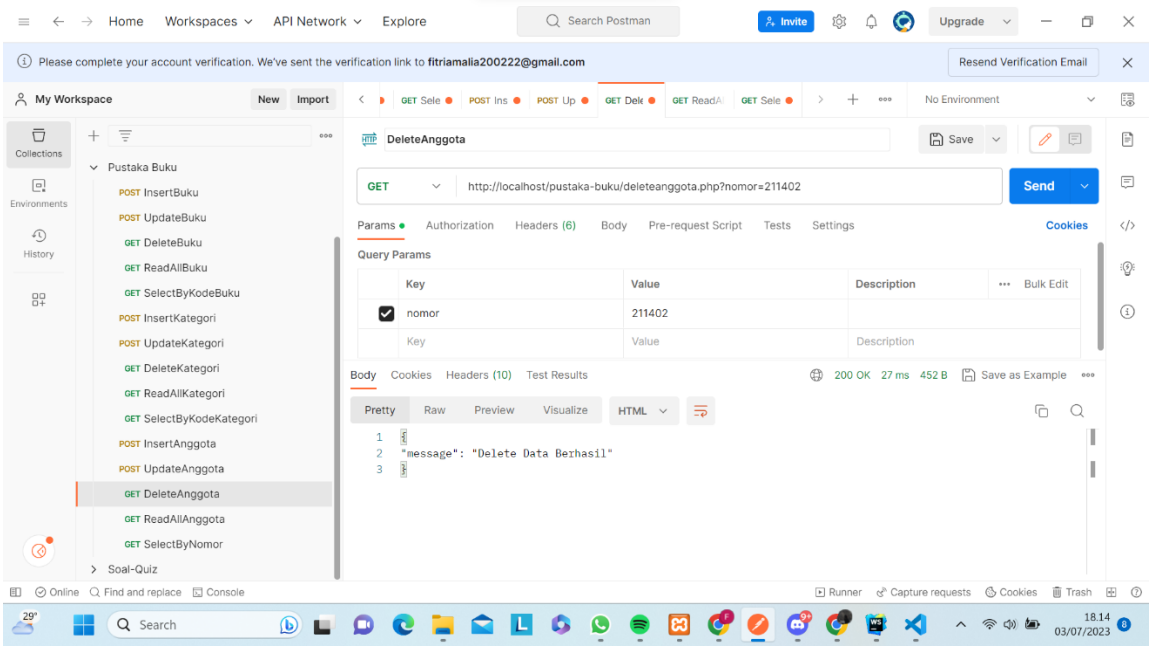 Home Workspaces API Network Explore Search Postman Invite Upgrade
Please complete your account verification. We've sent the verification link to fitriamalia200222@gmail.com Resend Verification Email
My Workspace New Import GET Sele POST Ins POST Up GET Dele GET ReadA GET Sele No Environment
Collections
Environments
History
Pustaka Buku
POST InsertBuku
POST UpdateBuku
GET DeleteBuku
GET ReadAllBuku
GET SelectByKodeBuku
POST InsertKategori
POST UpdateKategori
GET DeleteKategori
GET ReadAllKategori
GET SelectByKodeKategori
POST InsertAnggota
POST UpdateAnggota
GET DeleteAnggota
GET ReadAllAnggota
GET SelectByNomor
Soal-Quiz
HTTP DeleteAnggota Save
GET http://localhost/pustaka-buku/deleteanggota.php?nomor=211402 Send
Params Authorization Headers (6) Body Pre-request Script Tests Settings Cookies
Query Params
Key Value Description Bulk Edit
nomor 211402
Key Value Description
Body Cookies Headers (10) Test Results 200 OK 27 ms 452 B Save as Example
Pretty Raw Preview Visualize HTML
1 {
2 "message": "Delete Data Berhasil"
3 }
Online Find and replace Console Runner Capture requests Cookies Trash
29° Search 9+ 18.14
03/07/2023 8